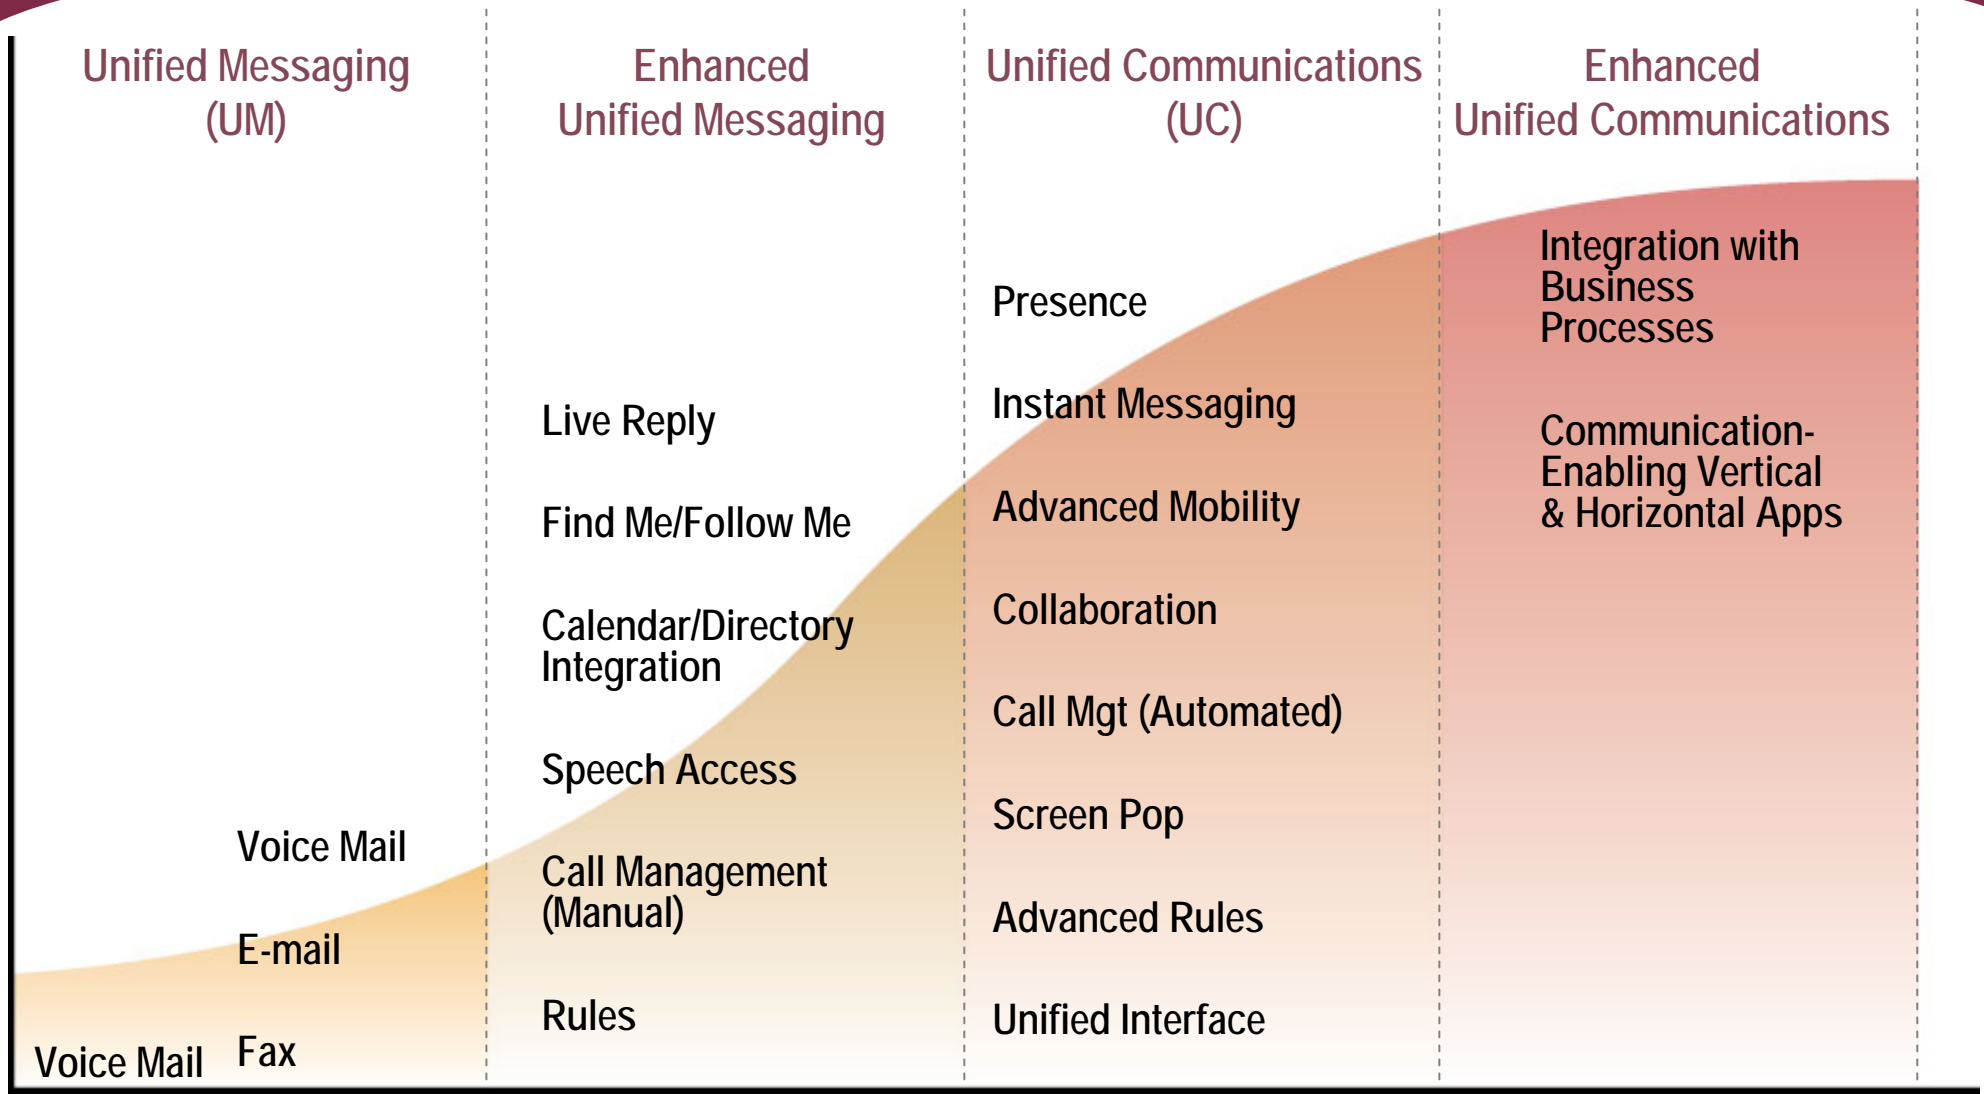 Unified Messaging
(UM)
Enhanced
Unified Messaging
Unified Communications
(UC)
Enhanced
Unified Communications
Voice Mail
Voice Mail
E-mail
Fax
Live Reply
Find Me/Follow Me
Calendar/Directory
Integration
Speech Access
Call Management
(Manual)
Rules
Presence
Instant Messaging
Advanced Mobility
Collaboration
Call Mgt (Automated)
Screen Pop
Advanced Rules
Unified Interface
Integration with
Business
Processes
Communication-
Enabling Vertical
& Horizontal Apps